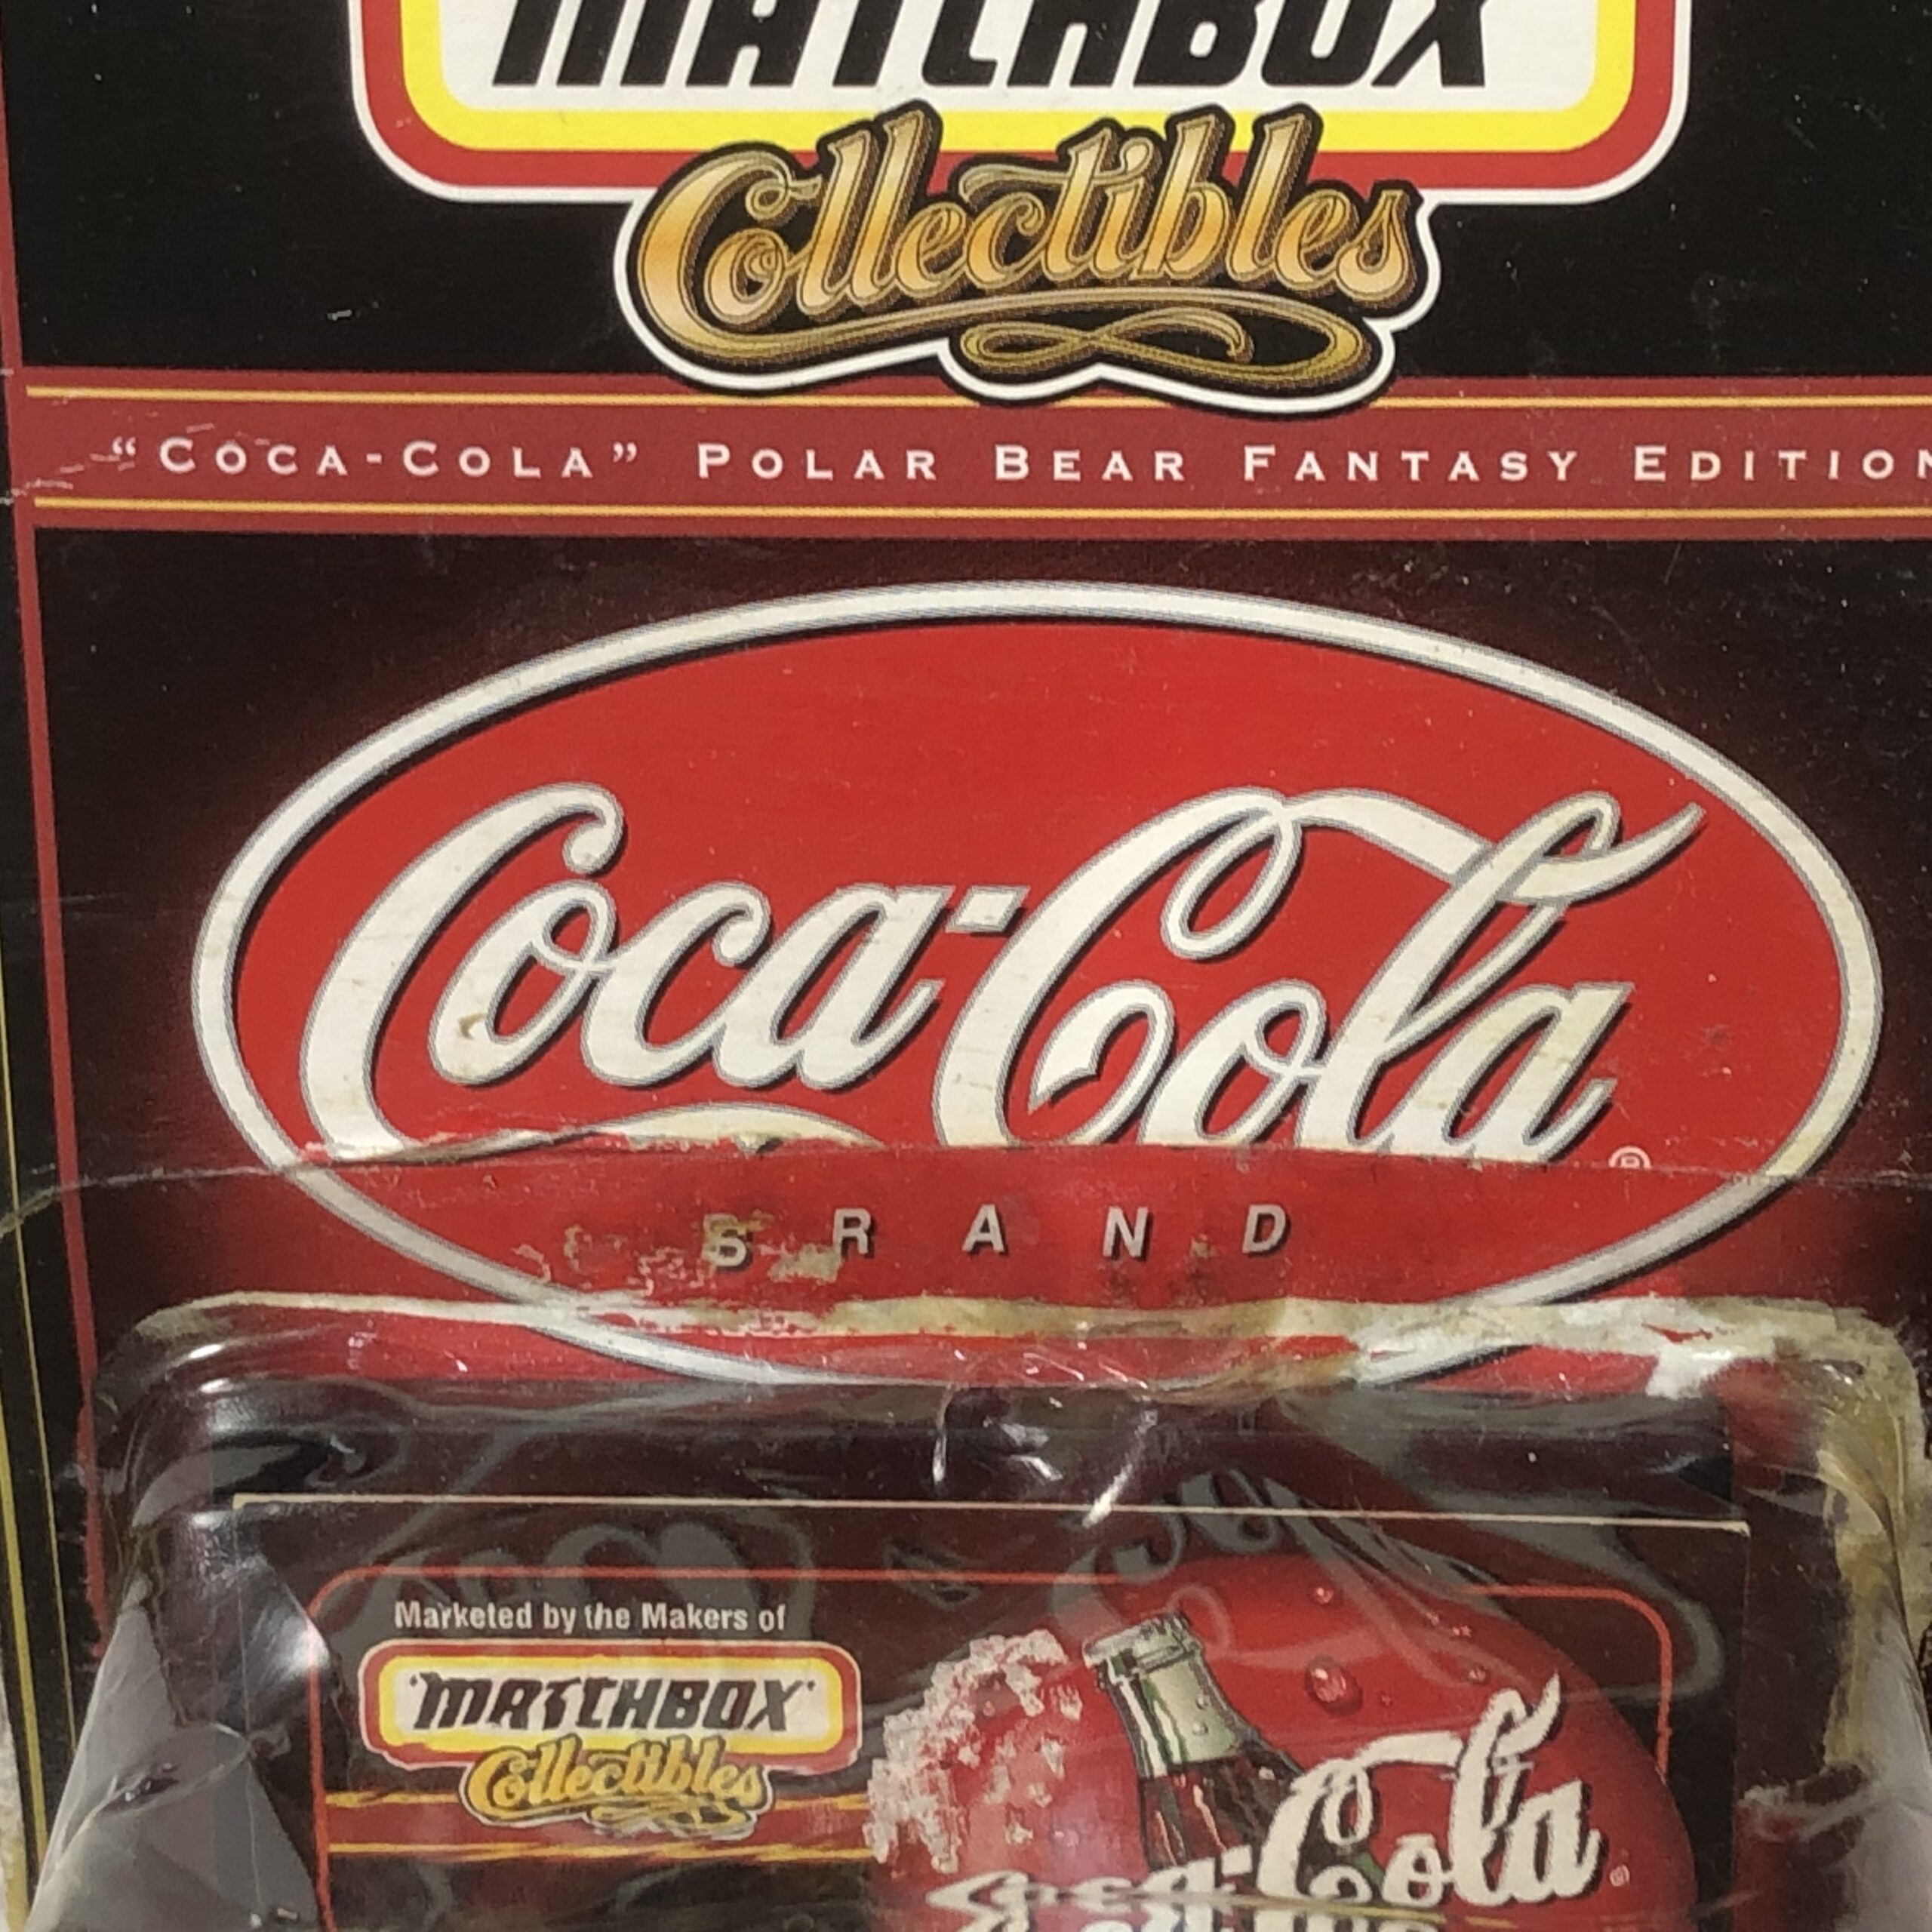 MATCHBOX
Collectibles
"COCA-COLA" POLAR BEAR FANTASY EDITION
Coca-Cola®
BRAND
Marketed by the Makers of
MATCHBOX
Collectibles
Coca-Cola